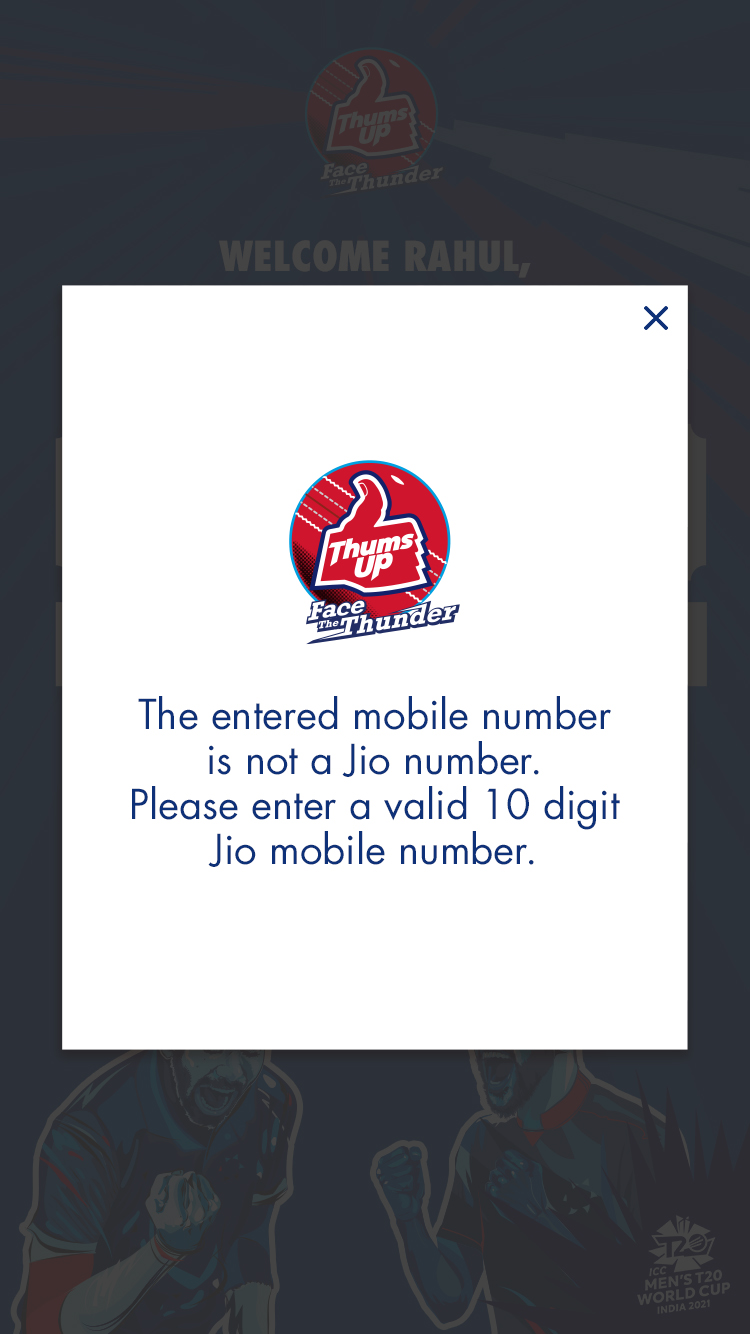 Thums
UP
Face
The Thunder
WELCOME RAHUL,
Thums
UP
Face
The Thunder
The entered mobile number
is not a Jio number.
Please enter a valid 10 digit
Jio mobile number.
T20
ICC
MEN'S T20
WORLD CUP
INDIA 2021